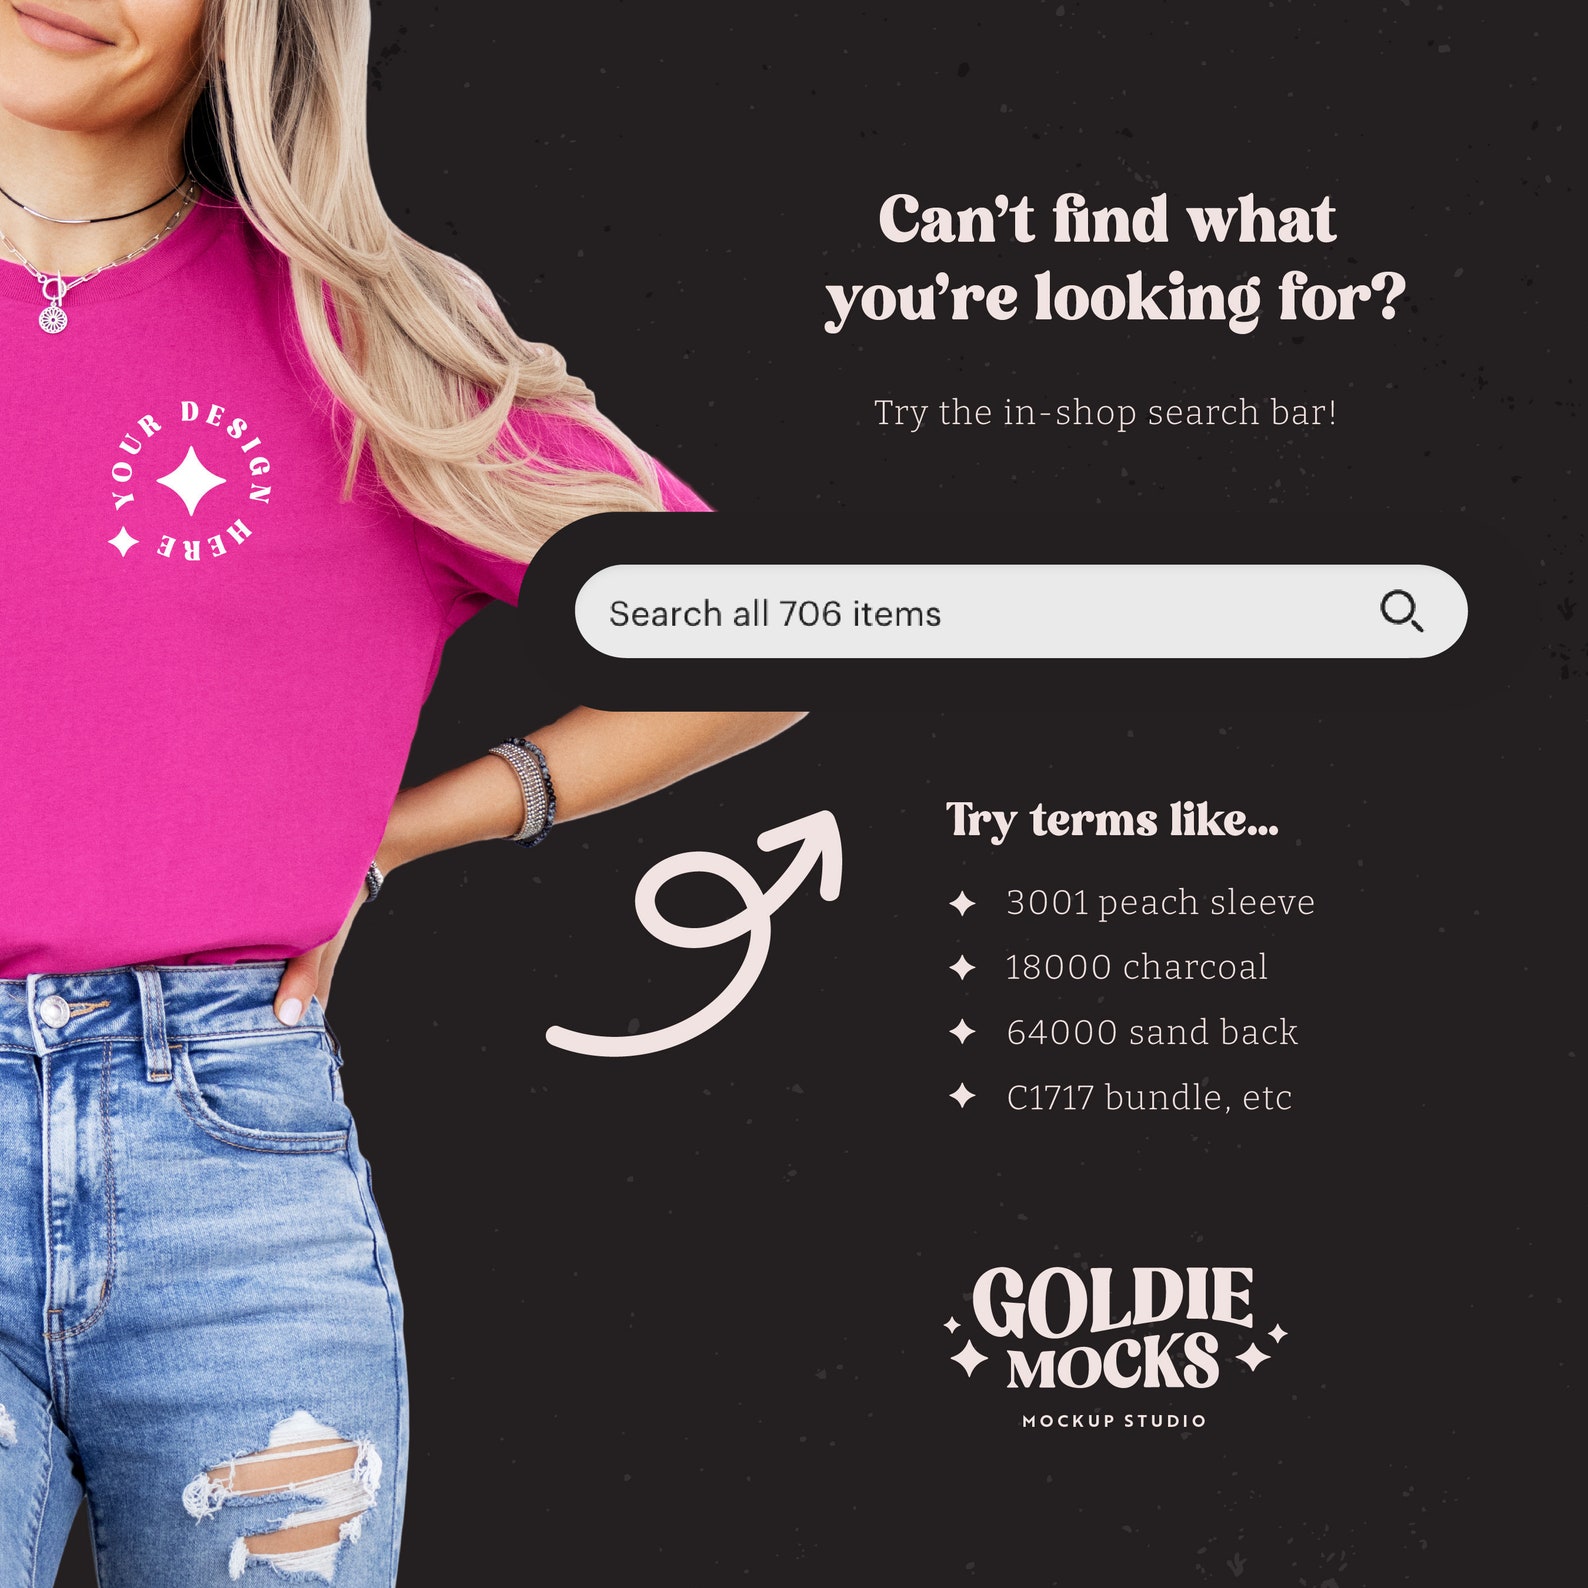 YOUR DESIGN HERE
Can't find what
you're looking for?
Try the in-shop search bar!
Search all 706 items
Try terms like...
3001 peach sleeve
18000 charcoal
64000 sand back
C1717 bundle, etc
GOLDIE
MOCKS
MOCKUP STUDIO